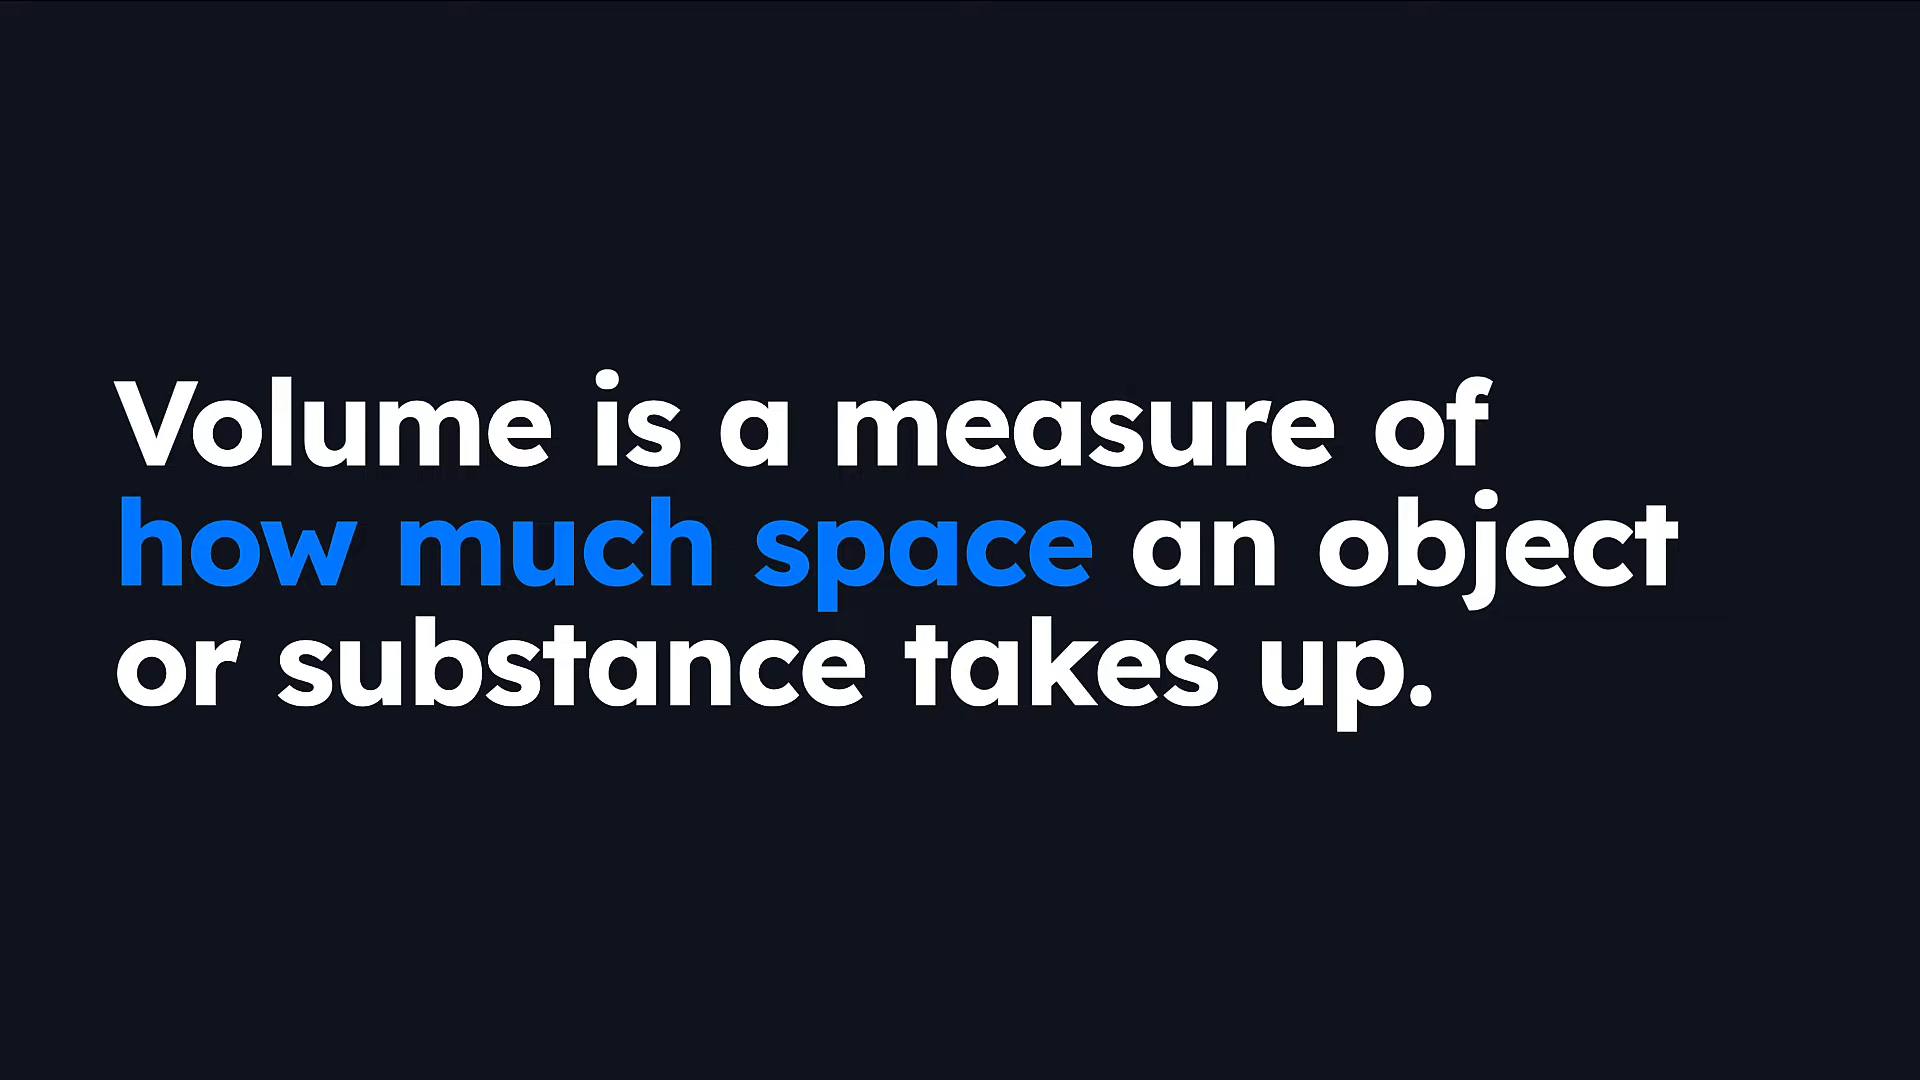 Volume is a measure of
how much space an object
or substance takes up.